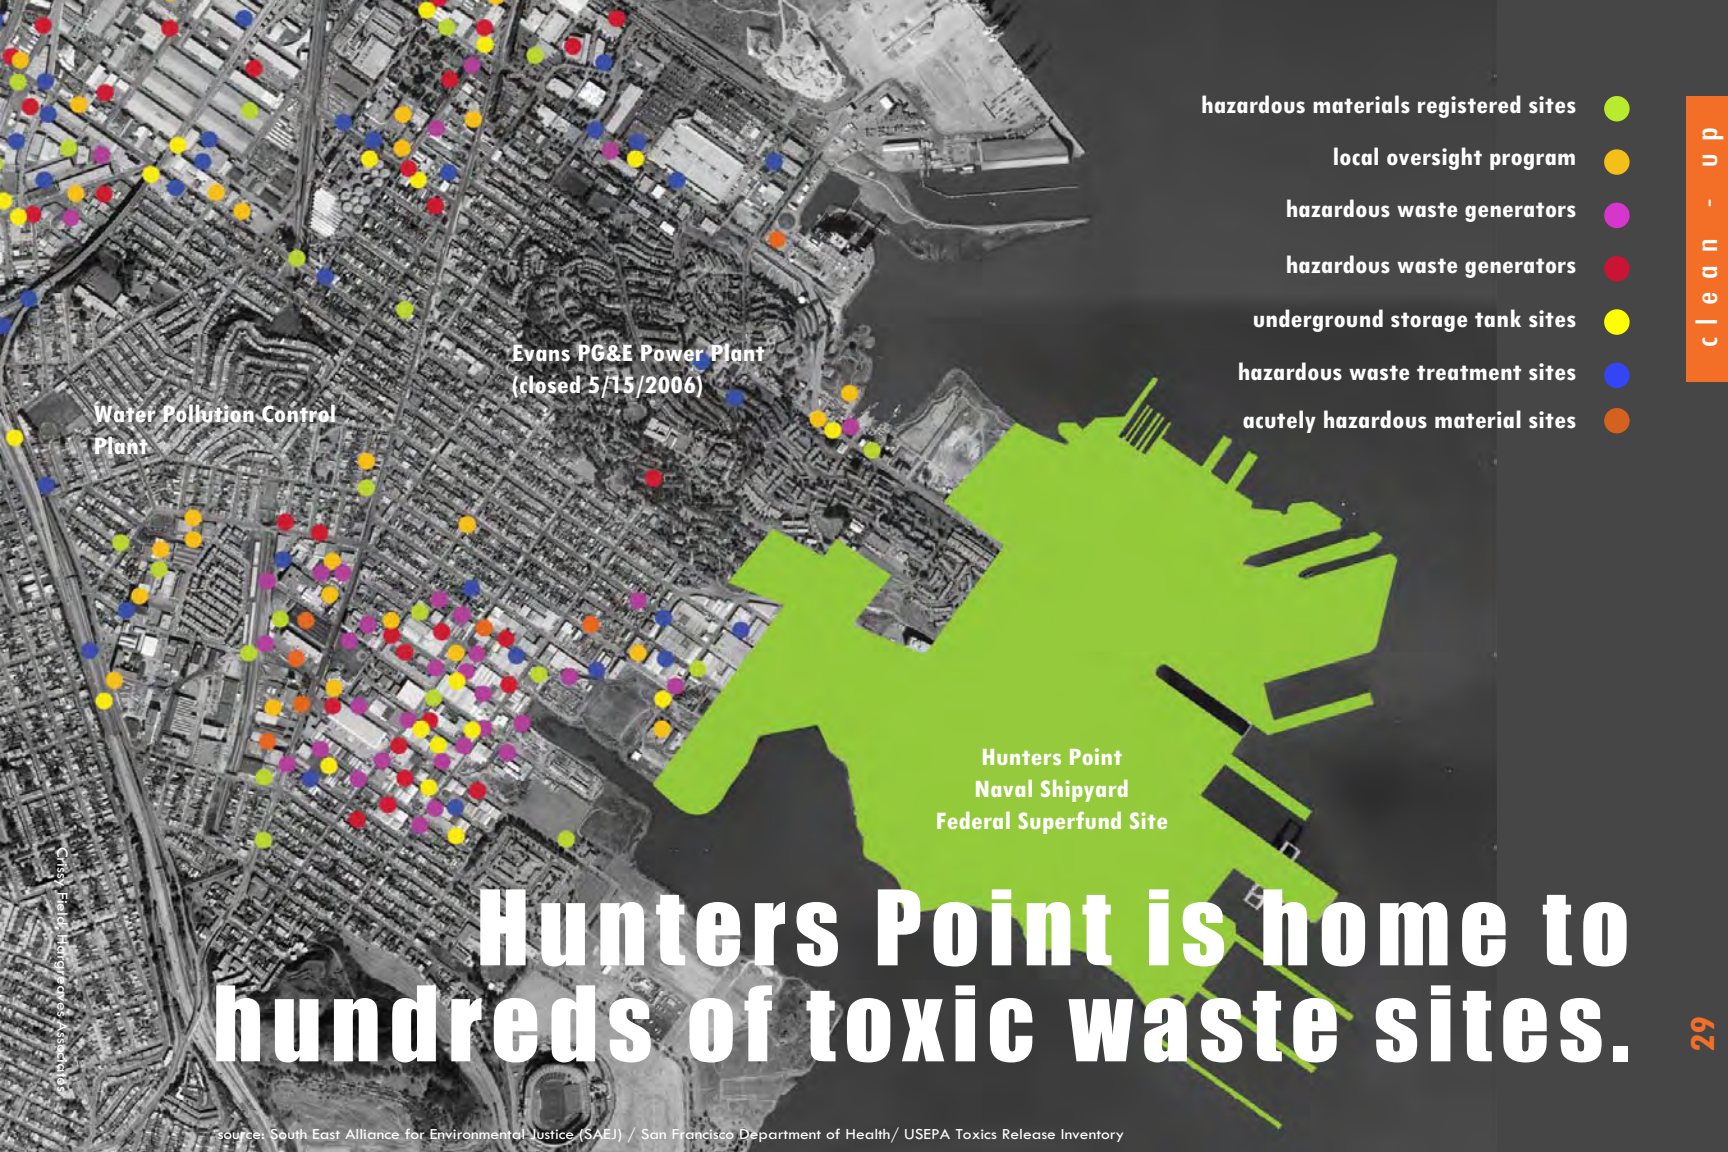 hazardous materials registered sites
local oversight program
hazardous waste generators
hazardous waste generators
underground storage tank sites
hazardous waste treatment sites
acutely hazardous material sites
clean - up
Evans PG&E Power Plant
(closed 5/15/2006)
Water Pollution Control
Plant
Hunters Point
Naval Shipyard
Federal Superfund Site
Hunters Point is home to
hundreds of toxic waste sites.
29
Crissy Field, Hargreaves Associates
source: South East Alliance for Environmental Justice (SAEJ) / San Francisco Department of Health/ USEPA Toxics Release Inventory